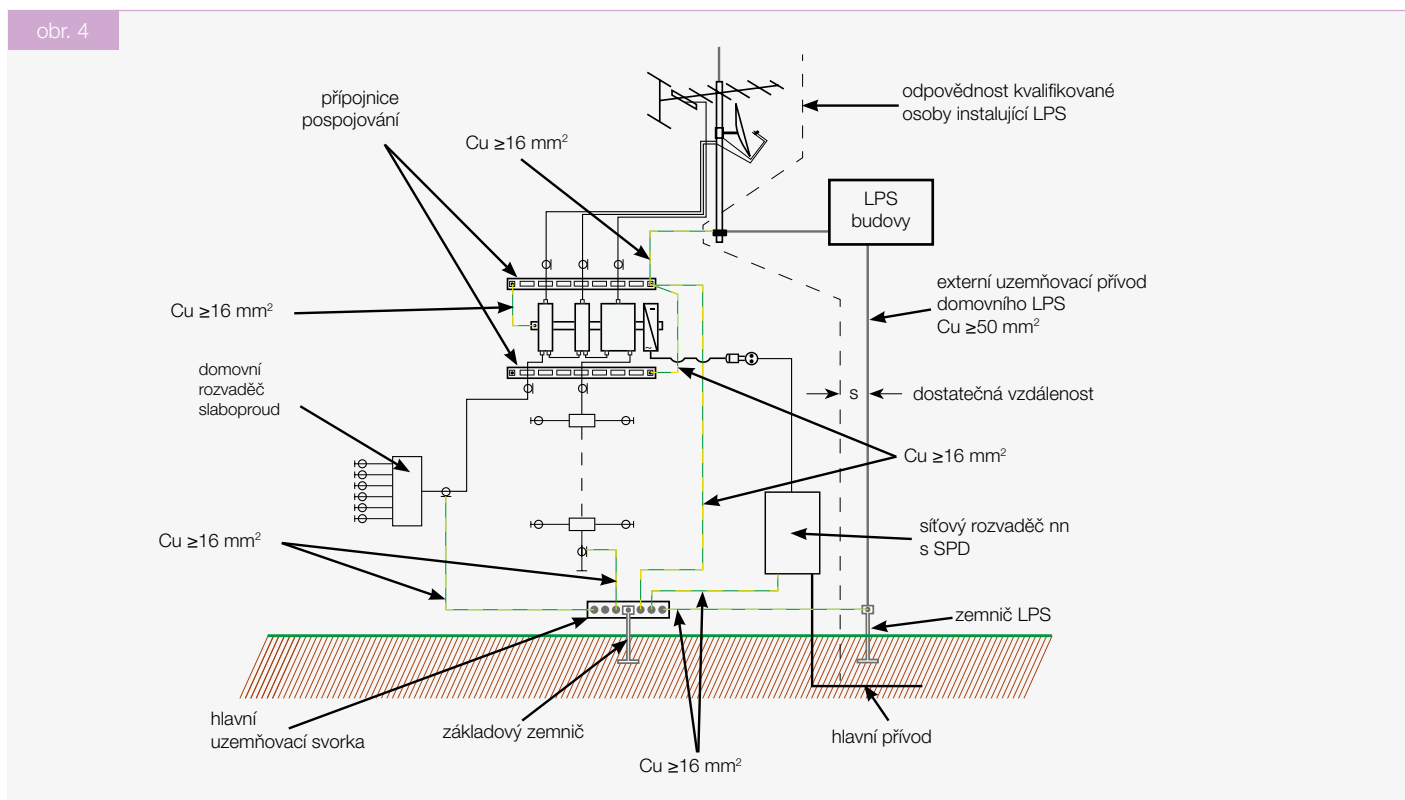 obr. 4
přípojnice
pospojování
Cu ≥16 mm²
odpovědnost kvalifikované
osoby instalující LPS
LPS
budovy
Cu ≥16 mm²
externí uzemňovací přívod
domovního LPS
Cu ≥50 mm²
domovní
rozvaděč
slaboproud
s
dostatečná vzdálenost
Cu ≥16 mm²
Cu ≥16 mm²
síťový rozvaděč nn
s SPD
zemnič LPS
hlavní
uzemňovací svorka
základový zemnič
hlavní přívod
Cu ≥16 mm²